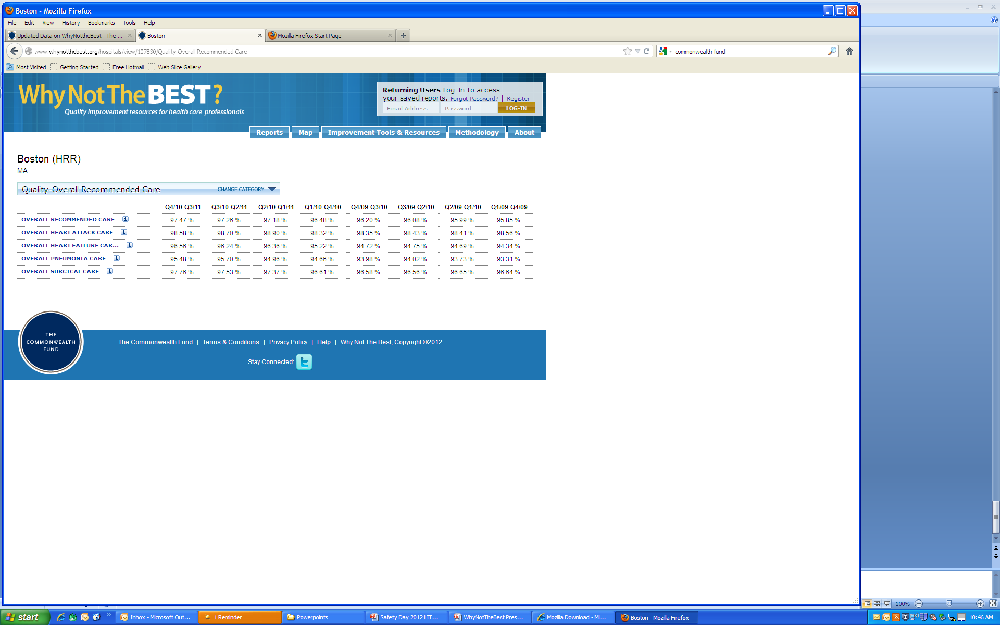 Boston - Mozilla Firefox
File Edit View History Bookmarks Tools Help
Updated Data on WhyNottheBest - The ... Boston Mozilla Firefox Start Page
www.whynotthebest.org/hospitals/view/107830/Quality-Overall Recommended Care commonwealth fund
Most Visited Getting Started Free Hotmail Web Slice Gallery
WhyNotTheBEST?
Quality improvement resources for health care professionals
Returning Users Log-In to access
your saved reports. Forgot Password? | Register
Email Address Password LOG-IN
Reports Map Improvement Tools & Resources Methodology About
Boston (HRR)
MA
Quality-Overall Recommended Care CHANGE CATEGORY
Q4/10-Q3/11 Q3/10-Q2/11 Q2/10-Q1/11 Q1/10-Q4/10 Q4/09-Q3/10 Q3/09-Q2/10 Q2/09-Q1/10 Q1/09-Q4/09
OVERALL RECOMMENDED CARE i 97.47 % 97.26 % 97.18 % 96.48 % 96.20 % 96.08 % 95.99 % 95.85 %
OVERALL HEART ATTACK CARE i 98.58 % 98.70 % 98.90 % 98.32 % 98.35 % 98.43 % 98.41 % 98.56 %
OVERALL HEART FAILURE CAR... i 96.56 % 96.24 % 96.36 % 95.22 % 94.72 % 94.75 % 94.69 % 94.34 %
OVERALL PNEUMONIA CARE i 95.48 % 95.70 % 94.96 % 94.66 % 93.98 % 94.02 % 93.73 % 93.31 %
OVERALL SURGICAL CARE i 97.76 % 97.53 % 97.37 % 96.61 % 96.58 % 96.56 % 96.65 % 96.64 %
THE
COMMONWEALTH
FUND
The Commonwealth Fund | Terms & Conditions | Privacy Policy | Help | Why Not The Best, Copyright ©2012
Stay Connected: t
100%
start Inbox - Microsoft Out... 1 Reminder Powerpoints Safety Day 2012 LIT... WhyNotTheBest Pres... Mozilla Download - Mi... Boston - Mozilla Firefox 10:46 AM